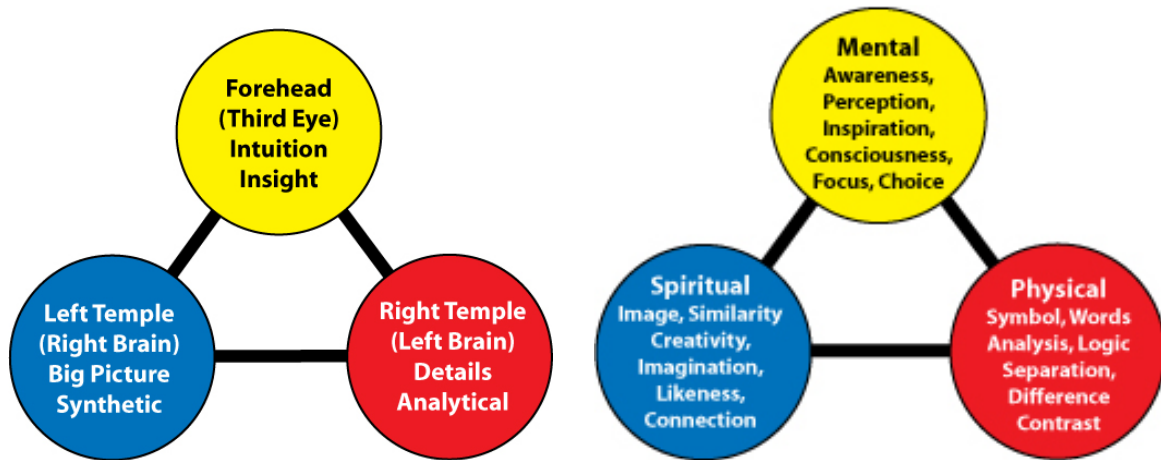 Forehead
(Third Eye)
Intuition
Insight
Left Temple
(Right Brain)
Big Picture
Synthetic
Right Temple
(Left Brain)
Details
Analytical
Mental
Awareness,
Perception,
Inspiration,
Consciousness,
Focus, Choice
Spiritual
Image, Similarity
Creativity,
Imagination,
Likeness,
Connection
Physical
Symbol, Words
Analysis, Logic
Separation,
Difference
Contrast